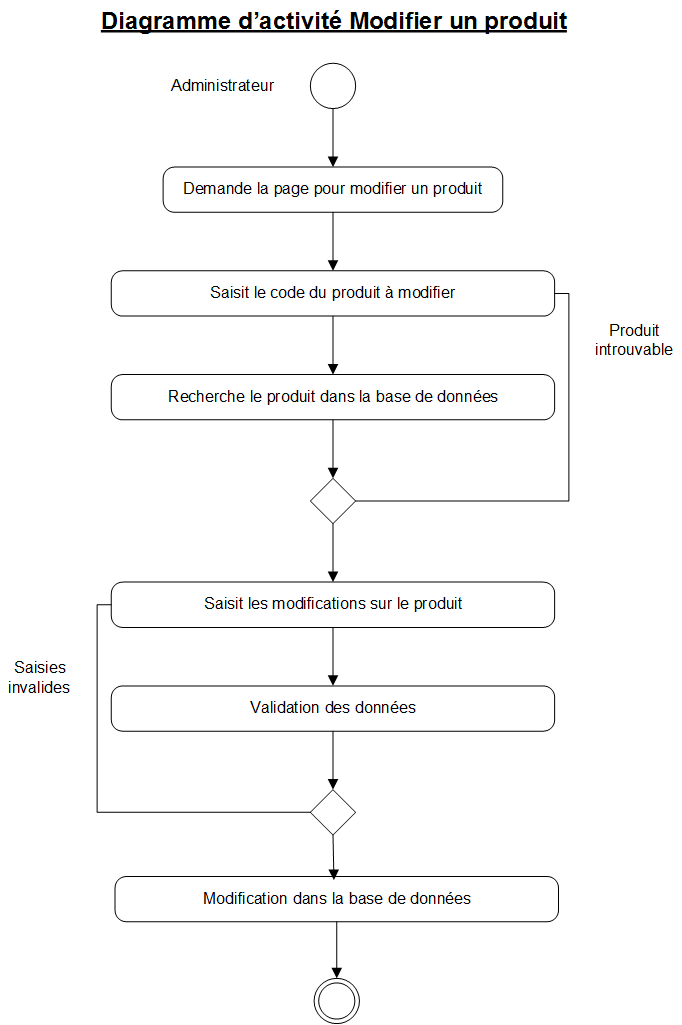 Diagramme d’activité Modifier un produit
Administrateur
Demande la page pour modifier un produit
Saisit le code du produit à modifier
Produit
introuvable
Recherche le produit dans la base de données
Saisit les modifications sur le produit
Saisies
invalides
Validation des données
Modification dans la base de données